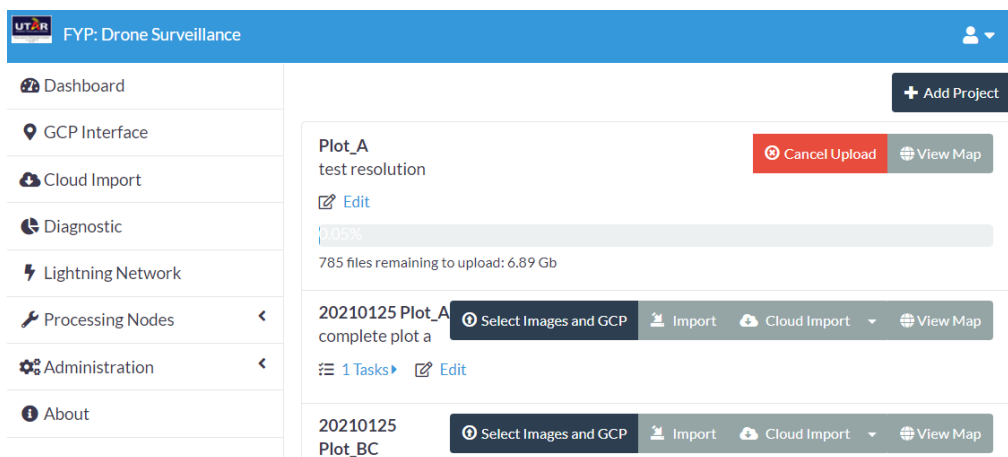 UTAR
FYP: Drone Surveillance
Dashboard
GCP Interface
Cloud Import
Diagnostic
Lightning Network
Processing Nodes
Administration
About
Add Project
Plot_A
test resolution
Cancel Upload
View Map
Edit
0.05%
785 files remaining to upload: 6.89 Gb
20210125 Plot_A
complete plot a
Select Images and GCP
Import
Cloud Import
View Map
1 Tasks
Edit
20210125
Plot_BC
Select Images and GCP
Import
Cloud Import
View Map